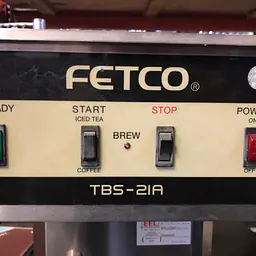 FETCO®
ADY
START
ICED TEA
STOP
POW
ON
BREW
COFFEE
OFF
TBS-21A